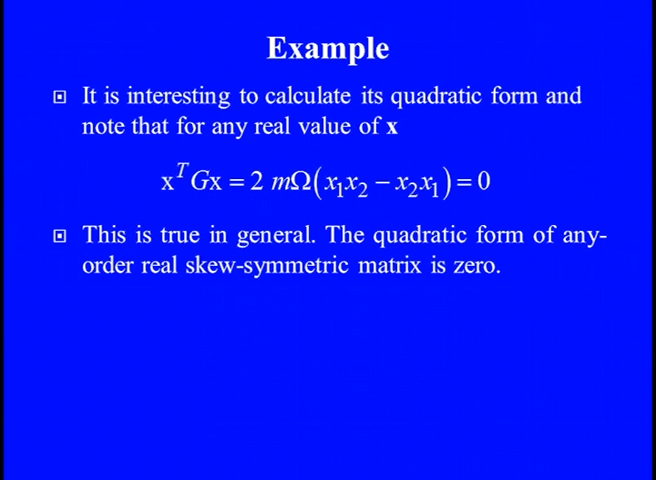 Example
It is interesting to calculate its quadratic form and
note that for any real value of x
x^T Gx = 2 mΩ(x₁x₂ − x₂x₁) = 0
This is true in general. The quadratic form of any-
order real skew-symmetric matrix is zero.